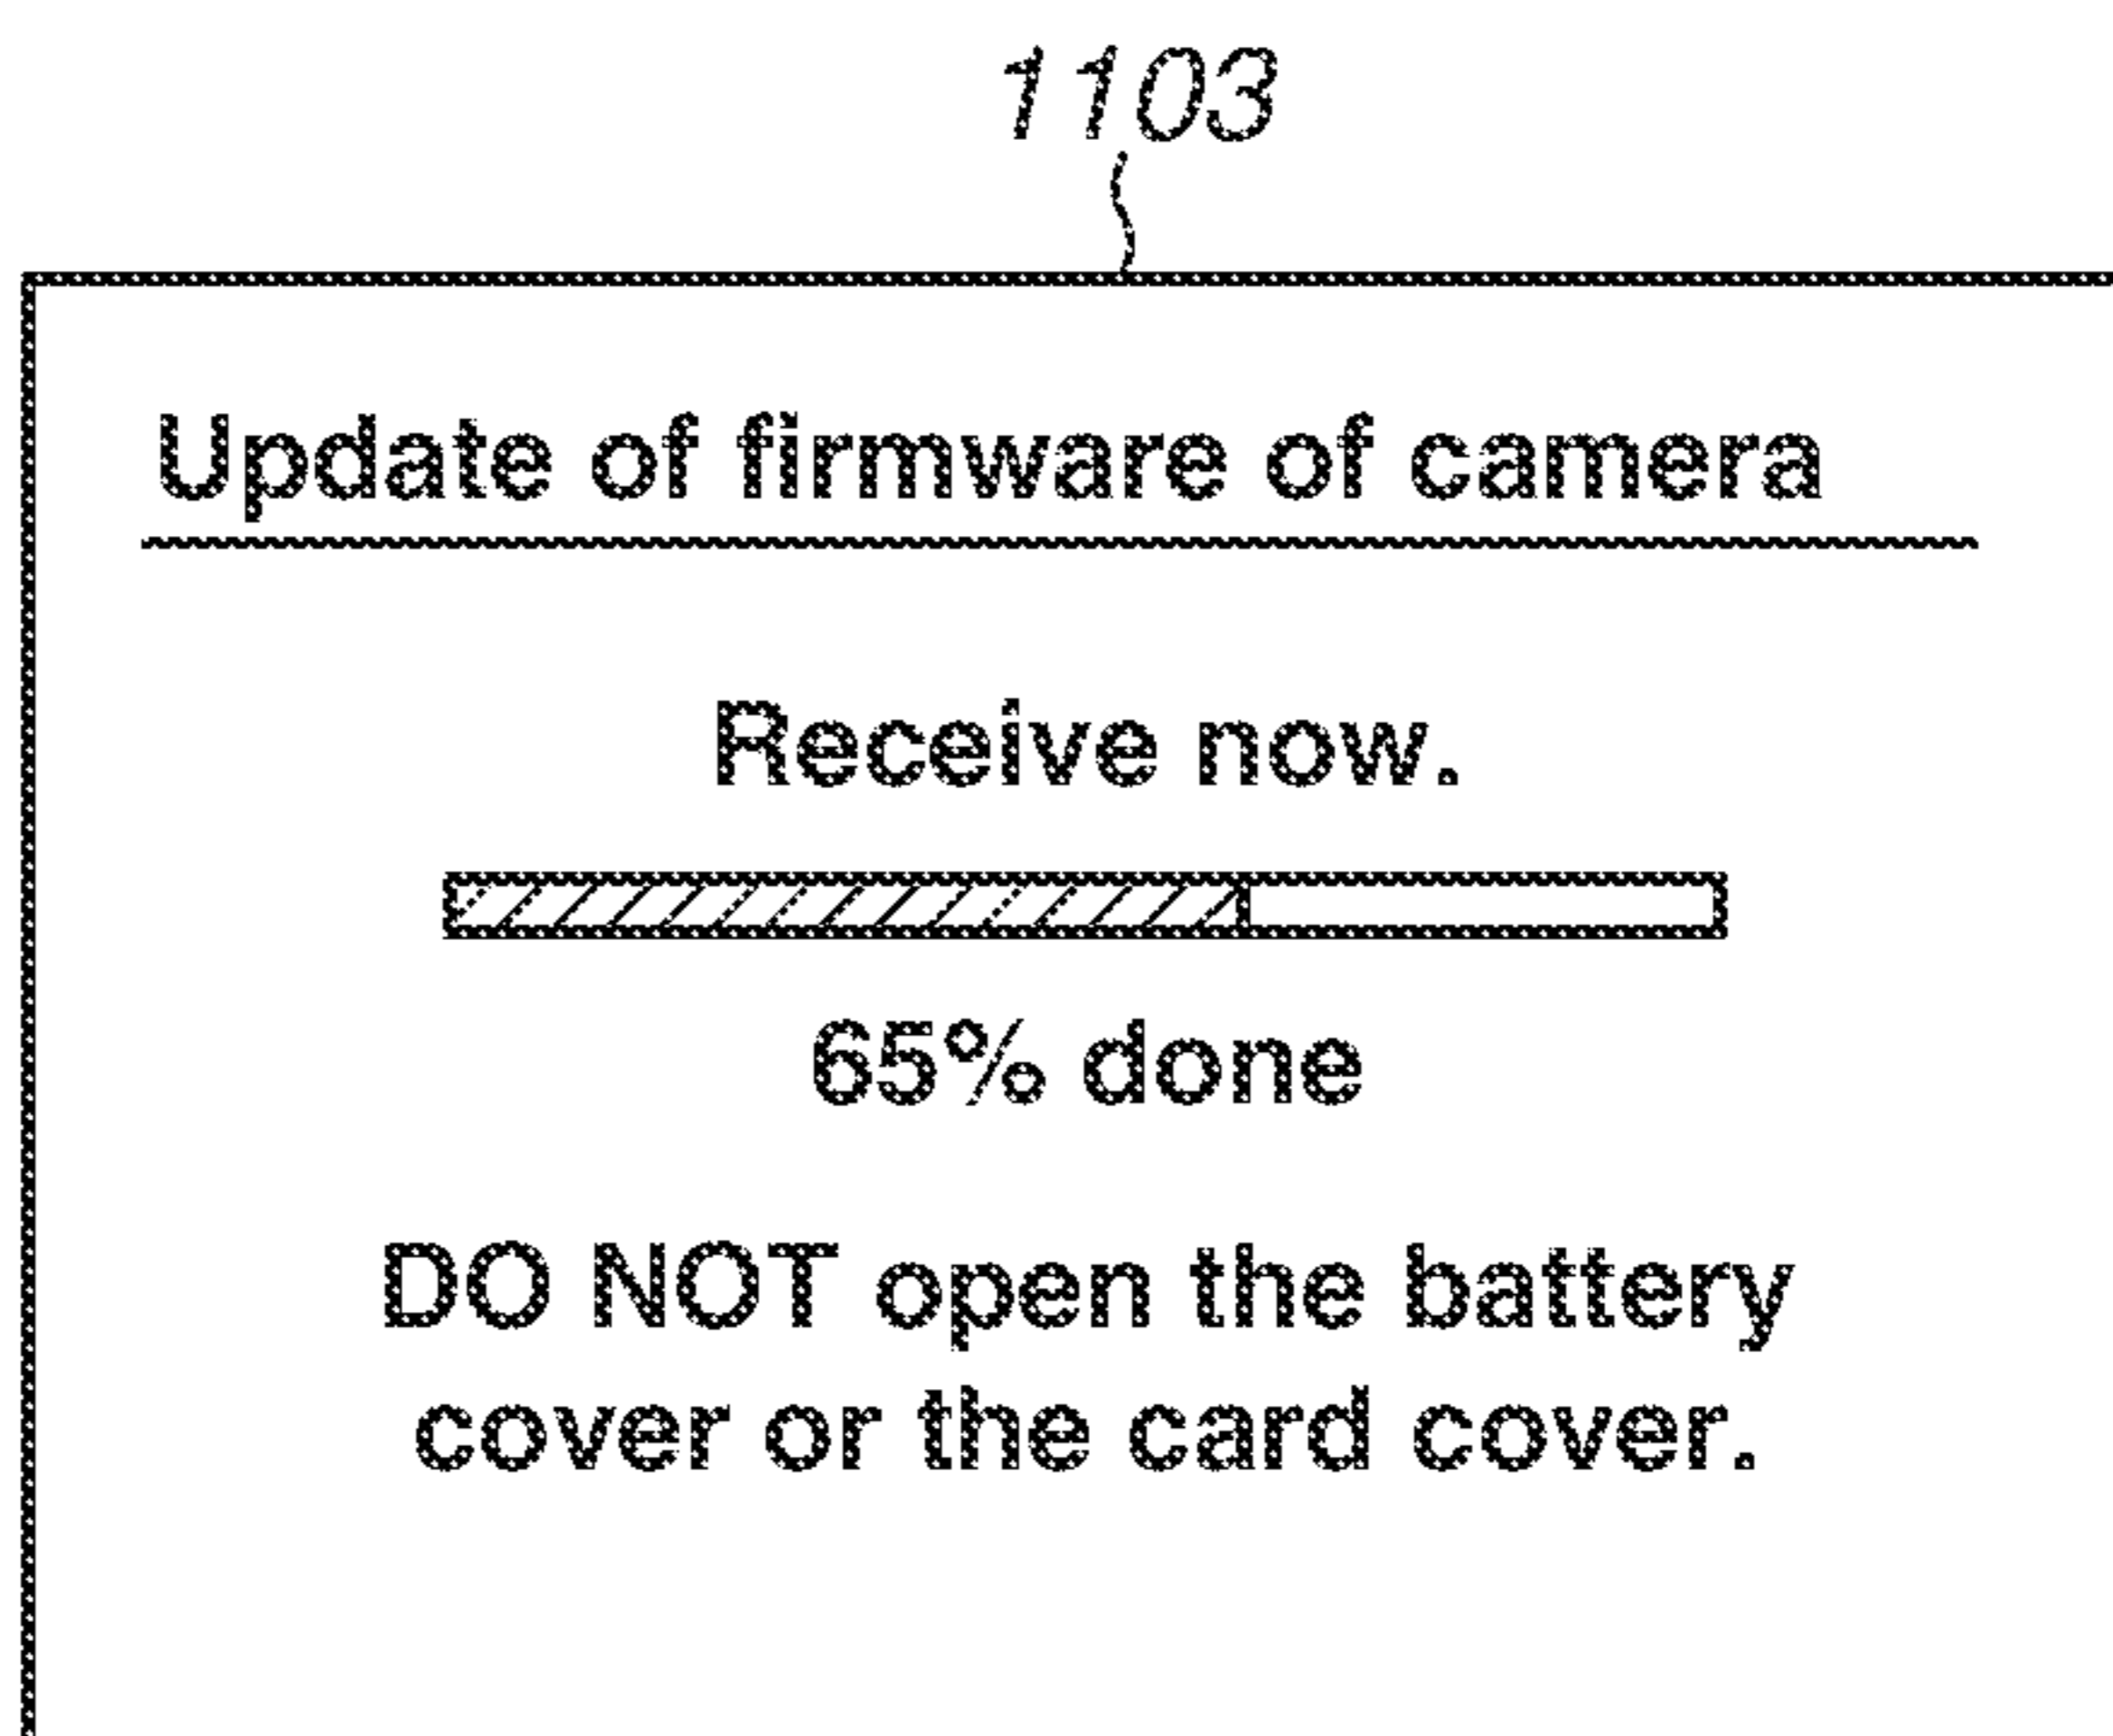 1103
Update of firmware of camera
Receive now.
65% done
DO NOT open the battery
cover or the card cover.